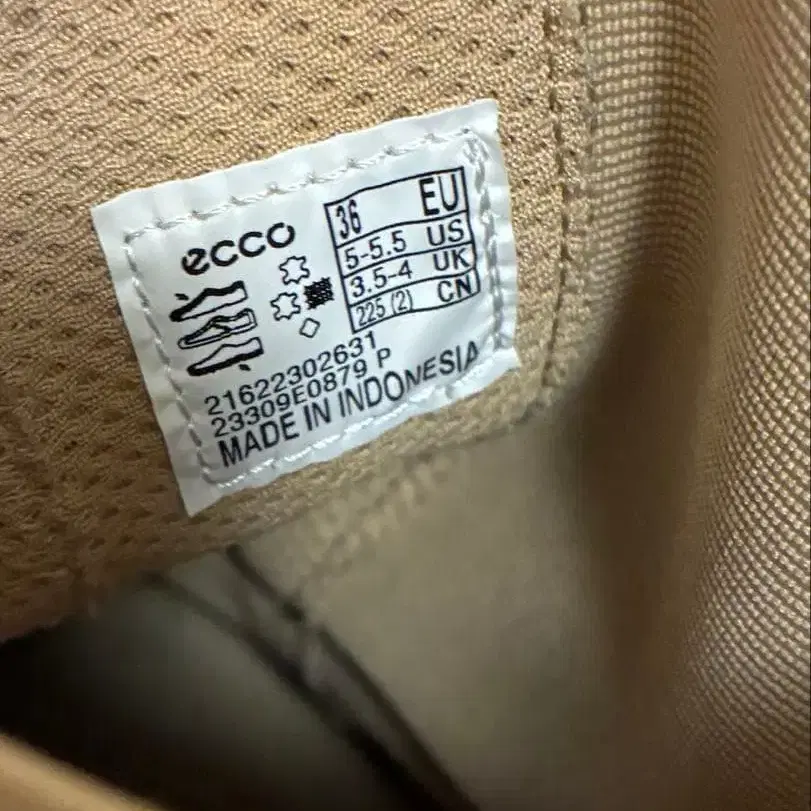 ecco
36 EU
5-5.5 US
3.5-4 UK
225 (2) CN
21622302631
23309E0879 P
MADE IN INDONESIA